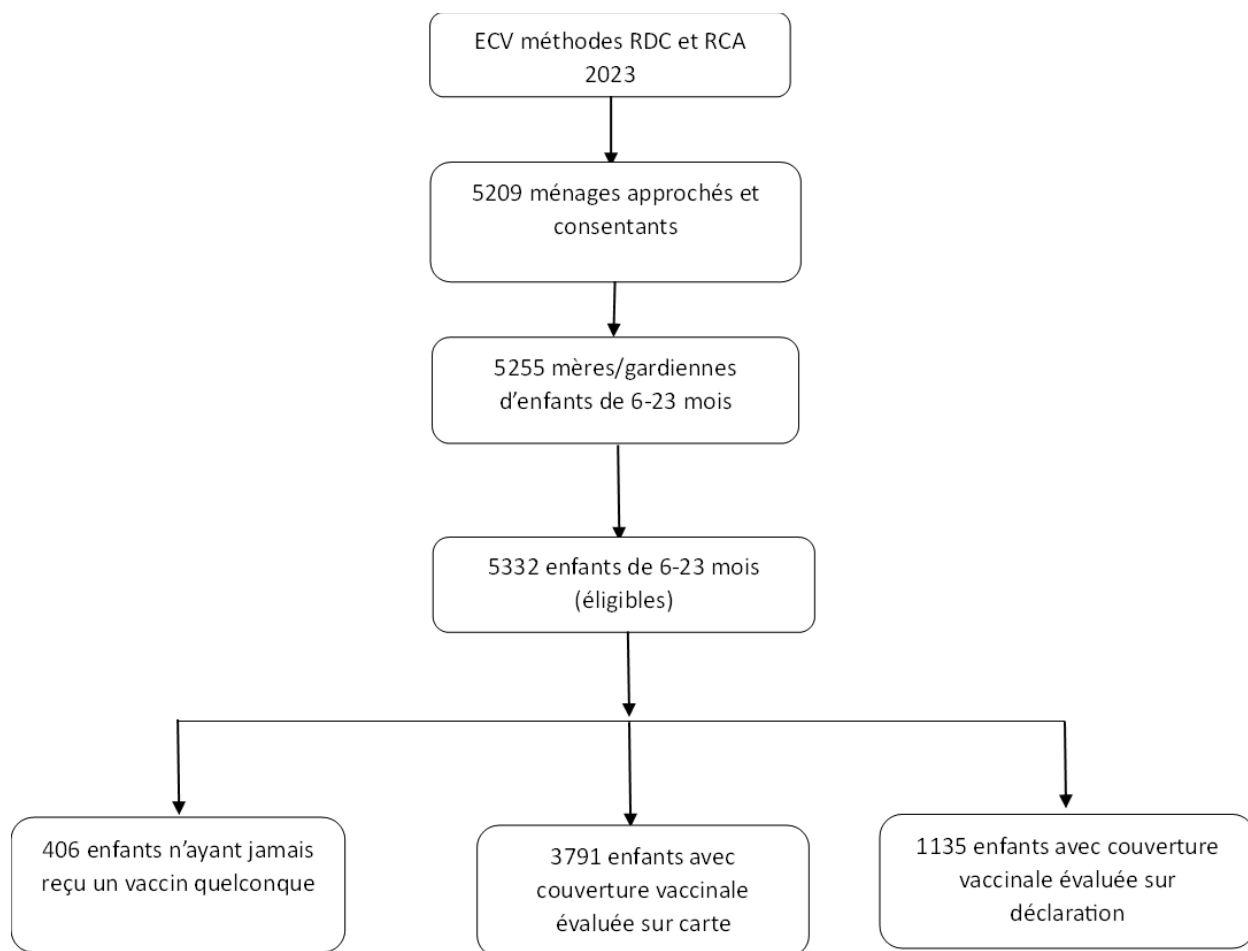 ECV méthodes RDC et RCA
2023
5209 ménages approchés et
consentants
5255 mères/gardiennes
d’enfants de 6-23 mois
5332 enfants de 6-23 mois
(éligibles)
406 enfants n’ayant jamais
reçu un vaccin quelconque
3791 enfants avec
couverture vaccinale
évaluée sur carte
1135 enfants avec couverture
vaccinale évaluée sur
déclaration